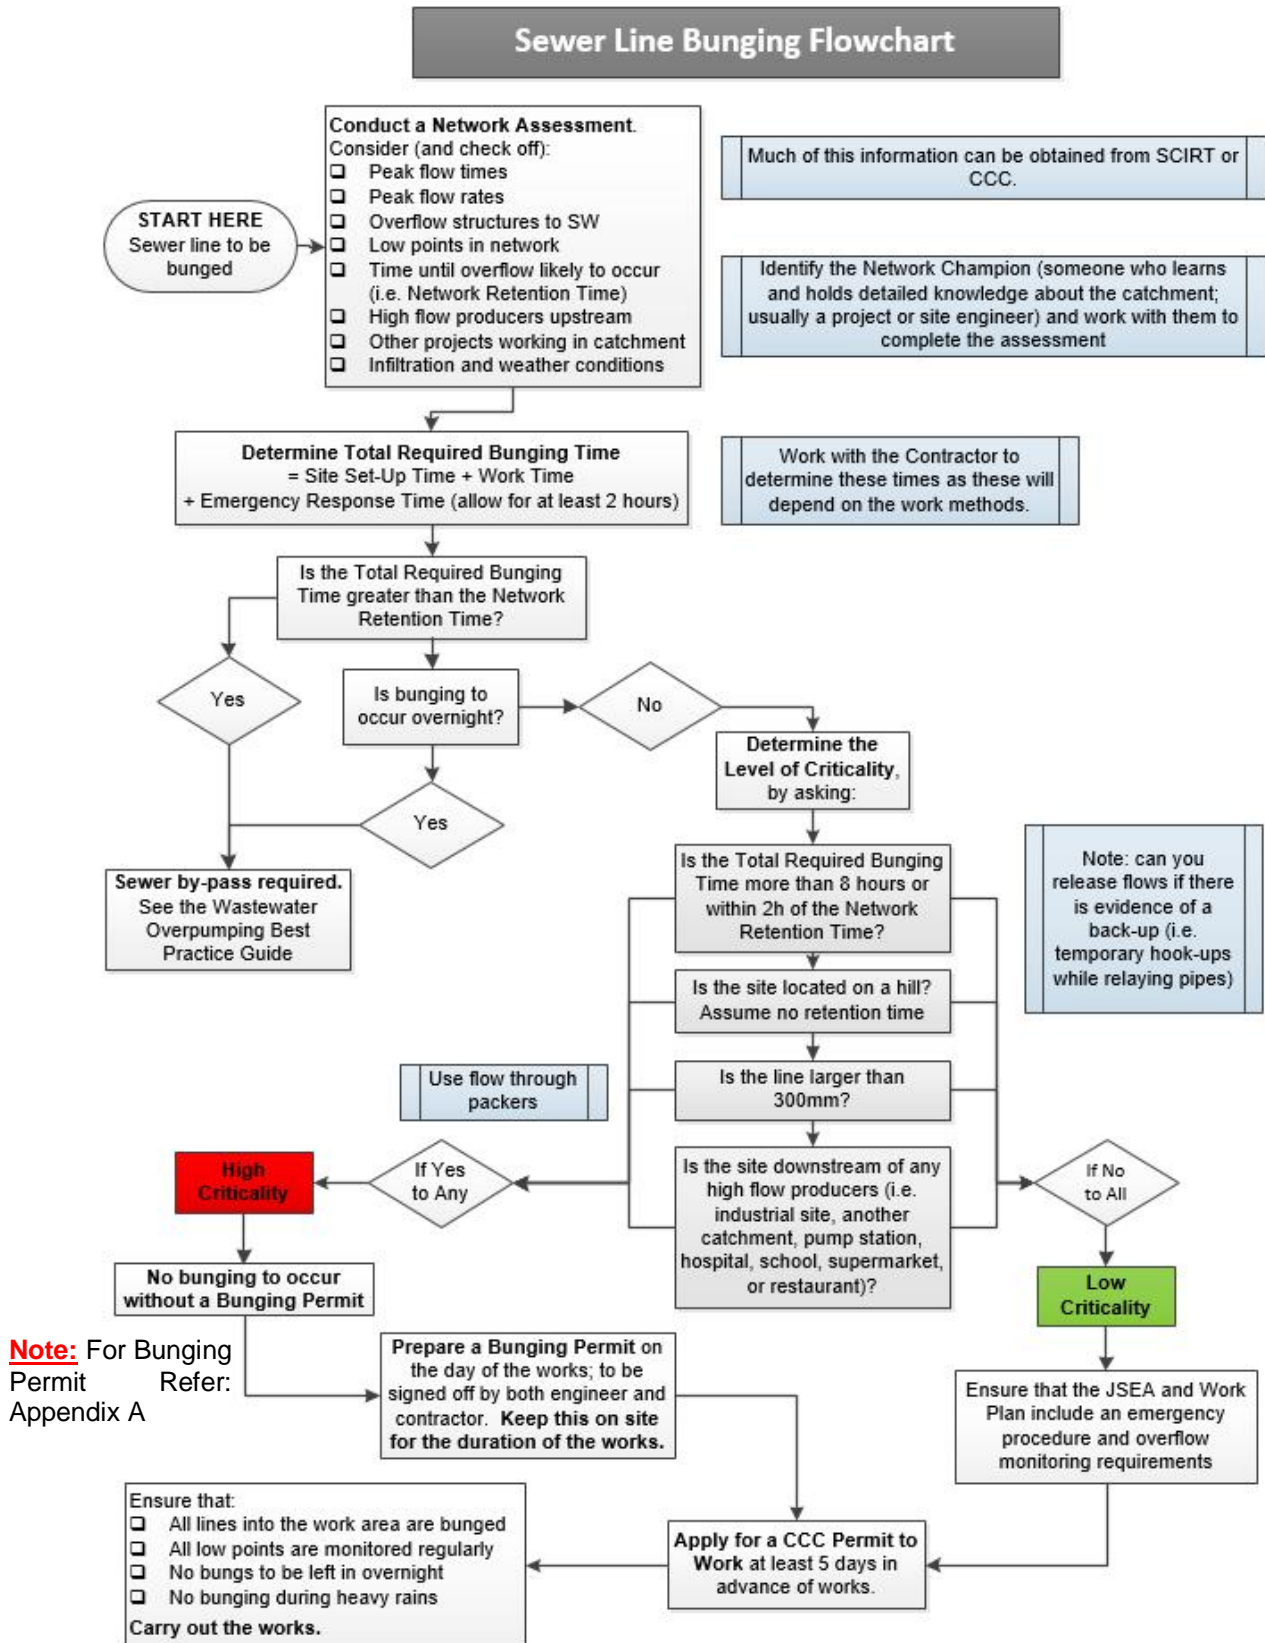 Sewer Line Bunging Flowchart
START HERE
Sewer line to be
bunged
Conduct a Network Assessment.
Consider (and check off):
❑ Peak flow times
❑ Peak flow rates
❑ Overflow structures to SW
❑ Low points in network
❑ Time until overflow likely to occur
(i.e. Network Retention Time)
❑ High flow producers upstream
❑ Other projects working in catchment
❑ Infiltration and weather conditions
Much of this information can be obtained from SCIRT or
CCC.
Identify the Network Champion (someone who learns
and holds detailed knowledge about the catchment;
usually a project or site engineer) and work with them to
complete the assessment
Determine Total Required Bunging Time
= Site Set-Up Time + Work Time
+ Emergency Response Time (allow for at least 2 hours)
Work with the Contractor to
determine these times as these will
depend on the work methods.
Is the Total Required Bunging
Time greater than the Network
Retention Time?
Yes
Is bunging to
occur overnight?
No
Yes
Sewer by-pass required.
See the Wastewater
Overpumping Best
Practice Guide
Determine the
Level of Criticality,
by asking:
Is the Total Required Bunging
Time more than 8 hours or
within 2h of the Network
Retention Time?
Is the site located on a hill?
Assume no retention time
Is the line larger than
300mm?
Is the site downstream of any
high flow producers (i.e.
industrial site, another
catchment, pump station,
hospital, school, supermarket,
or restaurant)?
Note: can you
release flows if there
is evidence of a
back-up (i.e.
temporary hook-ups
while relaying pipes)
Use flow through
packers
If Yes
to Any
High
Criticality
If No
to All
Low
Criticality
No bunging to occur
without a Bunging Permit
Note: For Bunging
Permit Refer:
Appendix A
Prepare a Bunging Permit on
the day of the works; to be
signed off by both engineer and
contractor. Keep this on site
for the duration of the works.
Ensure that the JSEA and Work
Plan include an emergency
procedure and overflow
monitoring requirements
Apply for a CCC Permit to
Work at least 5 days in
advance of works.
Ensure that:
❑ All lines into the work area are bunged
❑ All low points are monitored regularly
❑ No bungs to be left in overnight
❑ No bunging during heavy rains
Carry out the works.